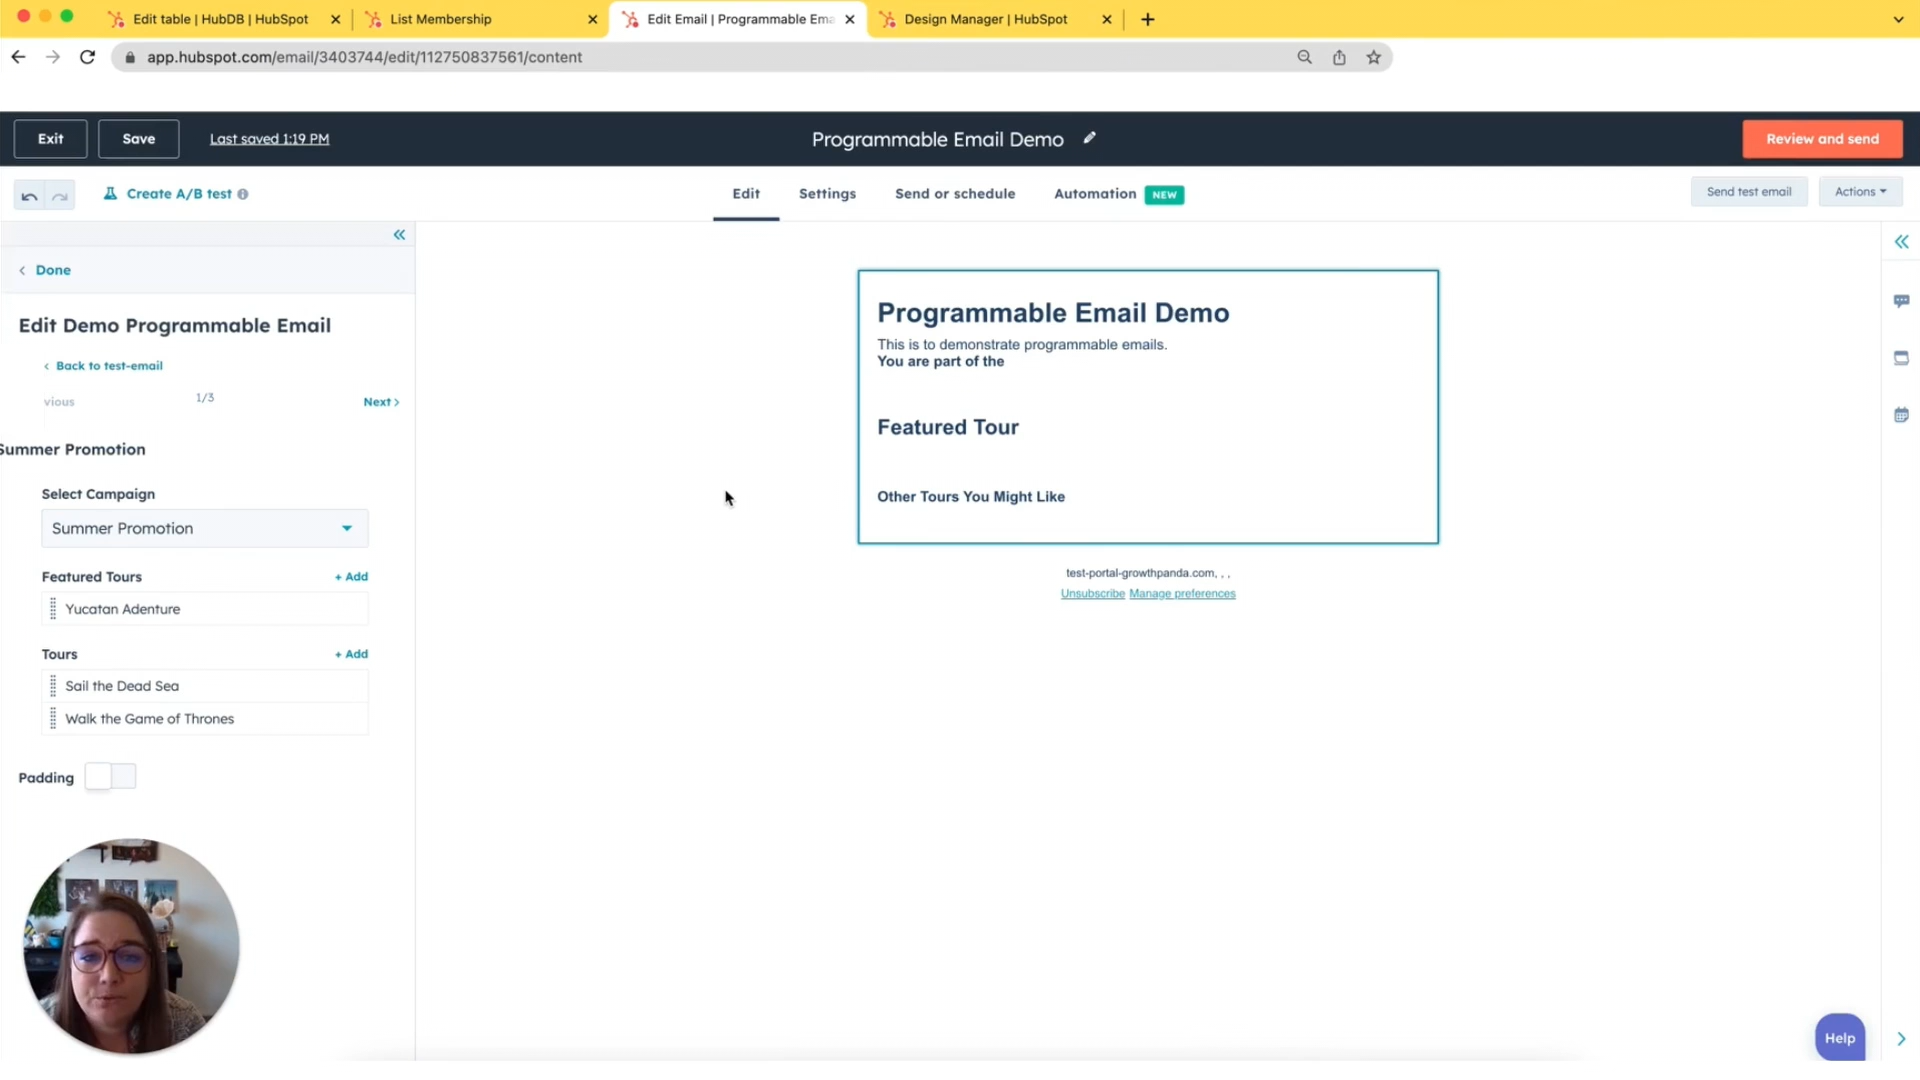 Edit table | HubDB | HubSpot
List Membership
Edit Email | Programmable Ema
Design Manager | HubSpot
app.hubspot.com/email/3403744/edit/112750837561/content
Exit
Save
Last saved 1:19 PM
Programmable Email Demo
Review and send
Create A/B test
Edit
Settings
Send or schedule
Automation NEW
Send test email
Actions
Done
Edit Demo Programmable Email
Back to test-email
vious
1/3
Next
Summer Promotion
Select Campaign
Summer Promotion
Featured Tours
+ Add
Yucatan Adenture
Tours
+ Add
Sail the Dead Sea
Walk the Game of Thrones
Padding
Programmable Email Demo
This is to demonstrate programmable emails.
You are part of the
Featured Tour
Other Tours You Might Like
test-portal-growthpanda.com, , ,
Unsubscribe Manage preferences
Help